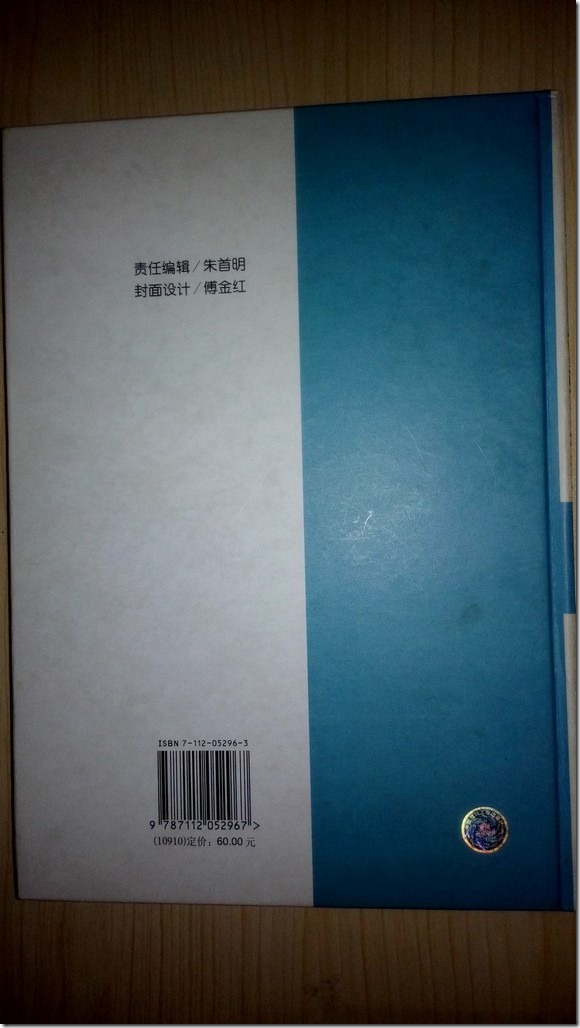 责任编辑/朱首明
封面设计/傅金红
ISBN 7-112-05296-3
9 787112 052967 >
(10910)定价：60.00 元